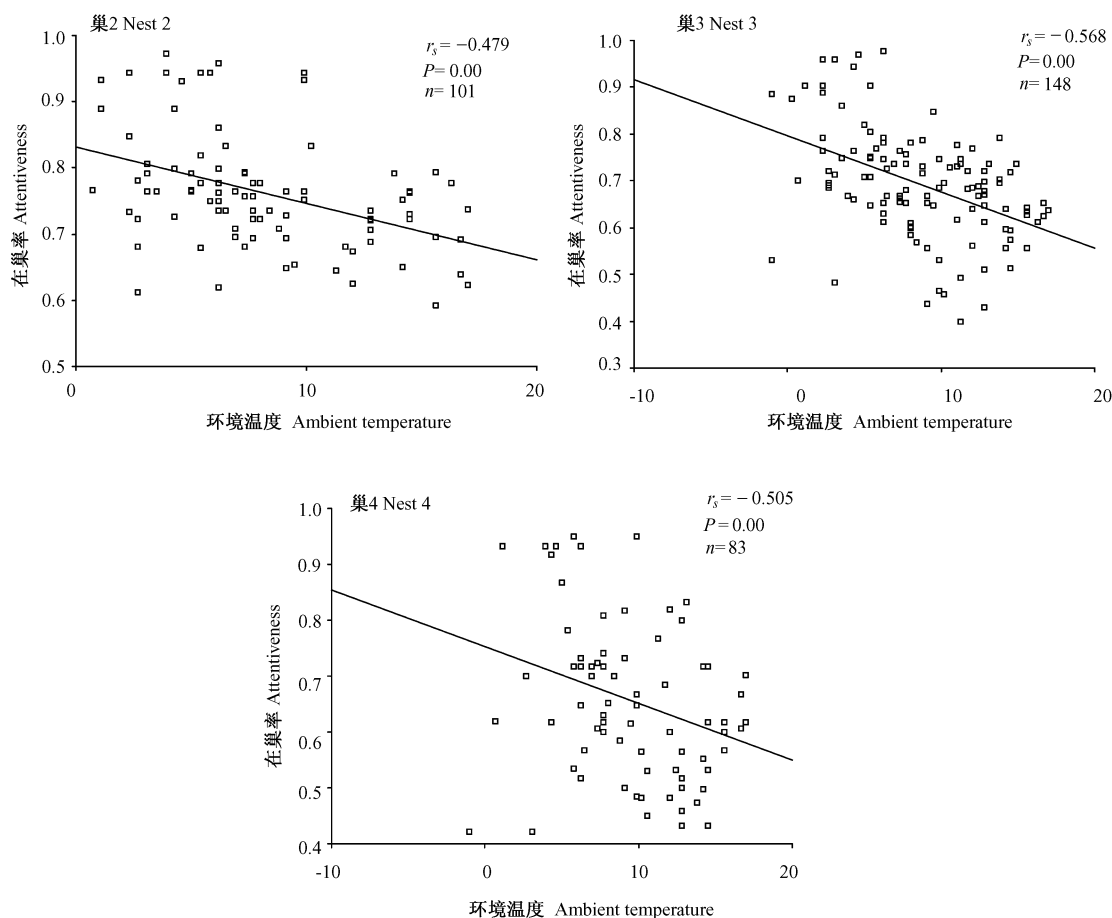 巢2 Nest 2
rs = −0.479
P = 0.00
n = 101
1.0
0.9
0.8
0.7
0.6
0.5
在巢率 Attentiveness
0 10 20
环境温度 Ambient temperature
巢3 Nest 3
rs = −0.568
P = 0.00
n = 148
1.0
0.9
0.8
0.7
0.6
0.5
0.4
0.3
在巢率 Attentiveness
-10 0 10 20
环境温度 Ambient temperature
巢4 Nest 4
rs = −0.505
P = 0.00
n = 83
1.0
0.9
0.8
0.7
0.6
0.5
0.4
在巢率 Attentiveness
-10 0 10 20
环境温度 Ambient temperature